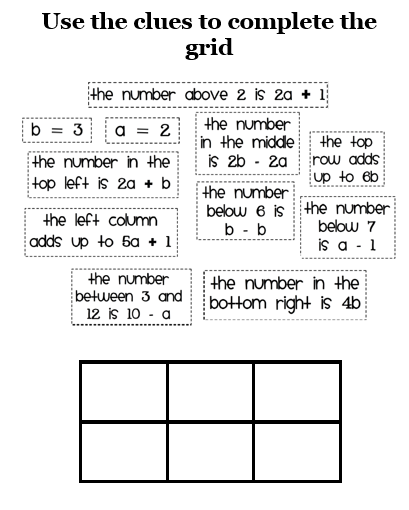 Use the clues to complete the
grid
the number above 2 is 2a + 1
b = 3
a = 2
the number
in the middle
is 2b - 2a
the top
row adds
up to 6b
the number in the
top left is 2a + b
the number
below 6 is
b - b
the number
below 7
is a - 1
the left column
adds up to 5a + 1
the number
between 3 and
12 is 10 - a
the number in the
bottom right is 4b